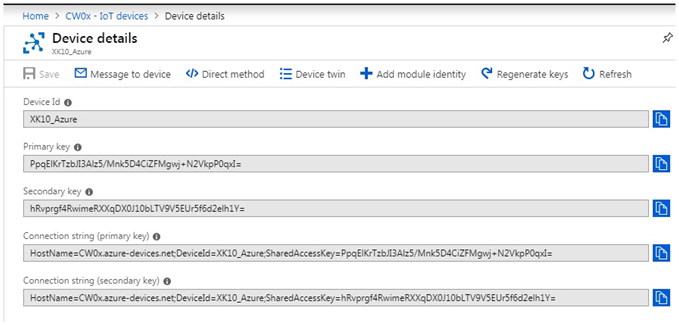 Home > CW0x - IoT devices > Device details
Device details
XK10_Azure
Save Message to device Direct method Device twin Add module identity Regenerate keys Refresh
Device Id
XK10_Azure
Primary key
PpqElKrTzbJI3Alz5/Mnk5D4CiZFMgwj+N2VkpP0qxI=
Secondary key
hRvprgf4RwimeRXXqDX0J10bLTV9V5EUr5f6d2elh1Y=
Connection string (primary key)
HostName=CW0x.azure-devices.net;DeviceId=XK10_Azure;SharedAccessKey=PpqElKrTzbJI3Alz5/Mnk5D4CiZFMgwj+N2VkpP0qxI=
Connection string (secondary key)
HostName=CW0x.azure-devices.net;DeviceId=XK10_Azure;SharedAccessKey=hRvprgf4RwimeRXXqDX0J10bLTV9V5EUr5f6d2elh1Y=